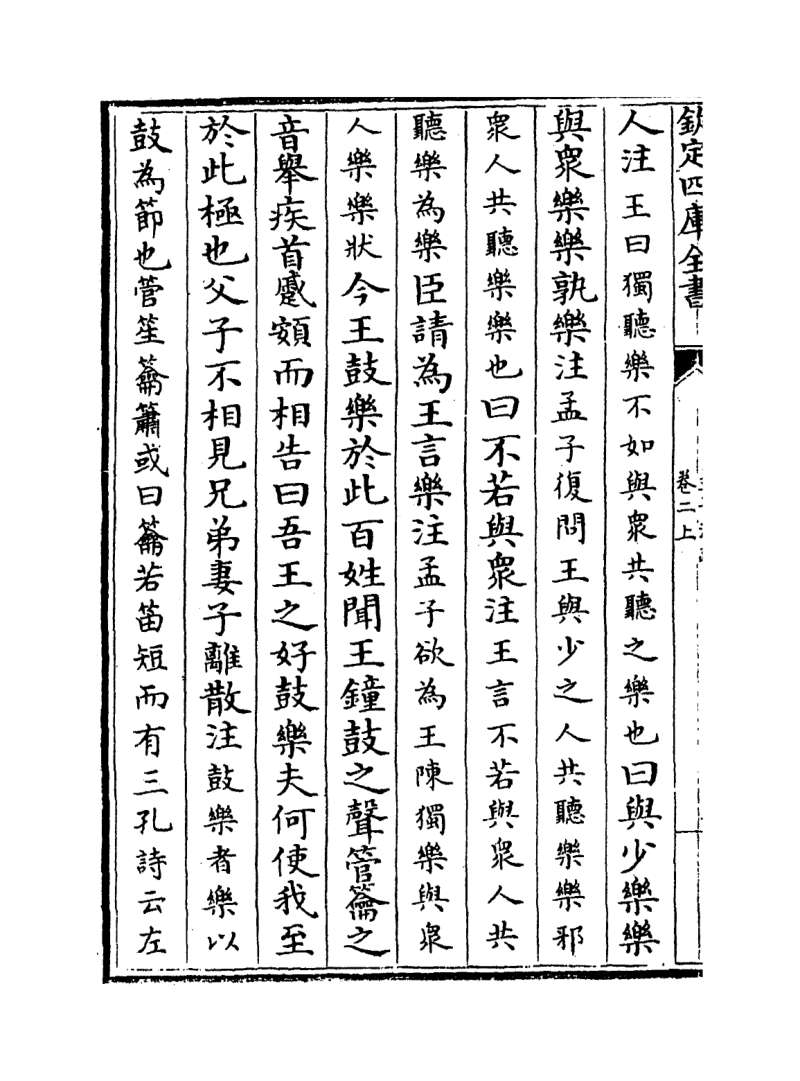 欽定四庫全書
卷二上
人注王曰獨聽樂不如與衆共聽之樂也曰與少樂樂
與衆樂樂孰樂注孟子復問王與少之人共聽樂樂邪
衆人共聽樂樂也曰不若與衆注王言不若與衆人共
聽樂為樂臣請為王言樂注孟子欲為王陳獨樂與衆
人樂樂狀今王鼓樂於此百姓聞王鐘鼓之聲管籥之
音舉疾首蹙頞而相告曰吾王之好鼓樂夫何使我至
於此極也父子不相見兄弟妻子離散注鼓樂者樂以
鼓為節也管笙籥簫或曰籥若笛短而有三孔詩云左